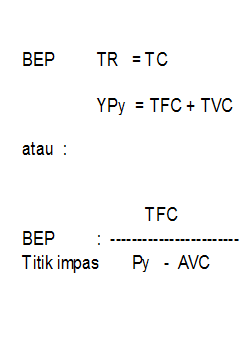 BEP TR = TC
YPy = TFC + TVC
atau :
TFC
BEP : ------------------------
Titik impas Py - AVC